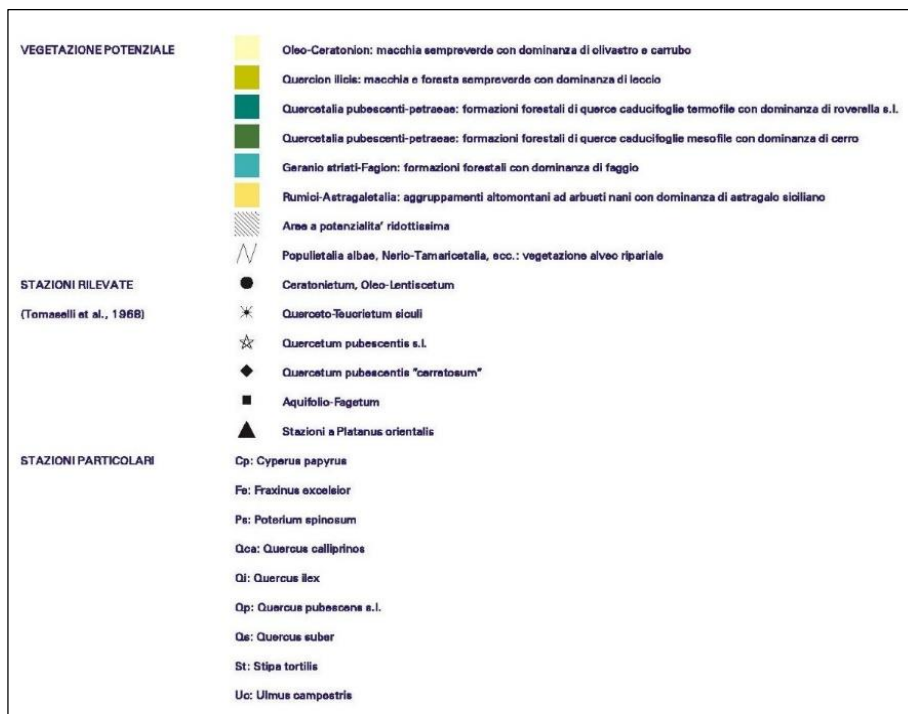 VEGETAZIONE POTENZIALE Oleo-Ceratonion: macchia sempreverde con dominanza di olivastro e carrubo
Quercion ilicis: macchia e foresta sempreverde con dominanza di leccio
Quercetalia pubescenti-petraeae: formazioni forestali di querce caducifoglie termofile con dominanza di roverella s.l.
Quercetalia pubescenti-petraeae: formazioni forestali di querce caducifoglie mesofile con dominanza di cerro
Geranio striati-Fagion: formazioni forestali con dominanza di faggio
Rumici-Astragaletalia: aggruppamenti altomontani ad arbusti nani con dominanza di astragalo siciliano
Aree a potenzialita' ridottissima
Populietalia albae, Nerio-Tamaricetalia, ecc.: vegetazione alveo ripariale
STAZIONI RILEVATE Ceratonietum, Oleo-Lentiscetum
(Tomaselli et al., 1968) Querceto-Teucrietum siculi
Quercetum pubescentis s.l.
Quercetum pubescentis "cerratosum"
Aquifolio-Fagetum
Stazioni a Platanus orientalis
STAZIONI PARTICOLARI Cp: Cyperus papyrus
Fe: Fraxinus excelsior
Ps: Poterium spinosum
Qca: Quercus calliprinos
Qi: Quercus ilex
Qp: Quercus pubescens s.l.
Qs: Quercus suber
St: Stipa tortilis
Uc: Ulmus campestris